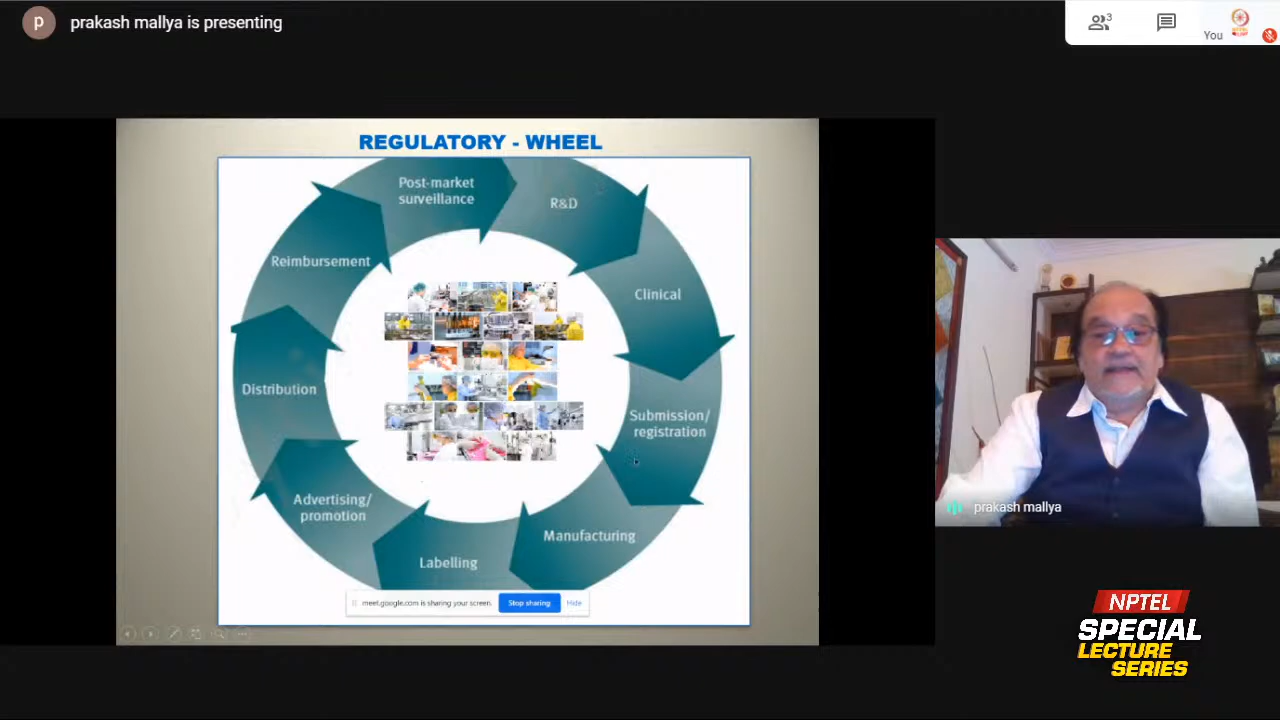 p
prakash mallya is presenting
3
You
REGULATORY - WHEEL
Post-market
surveillance
R&D
Clinical
Submission/
registration
Manufacturing
Labelling
Advertising/
promotion
Distribution
Reimbursement
meet.google.com is sharing your screen.
Stop sharing
Hide
prakash mallya
NPTEL
SPECIAL
LECTURE
SERIES